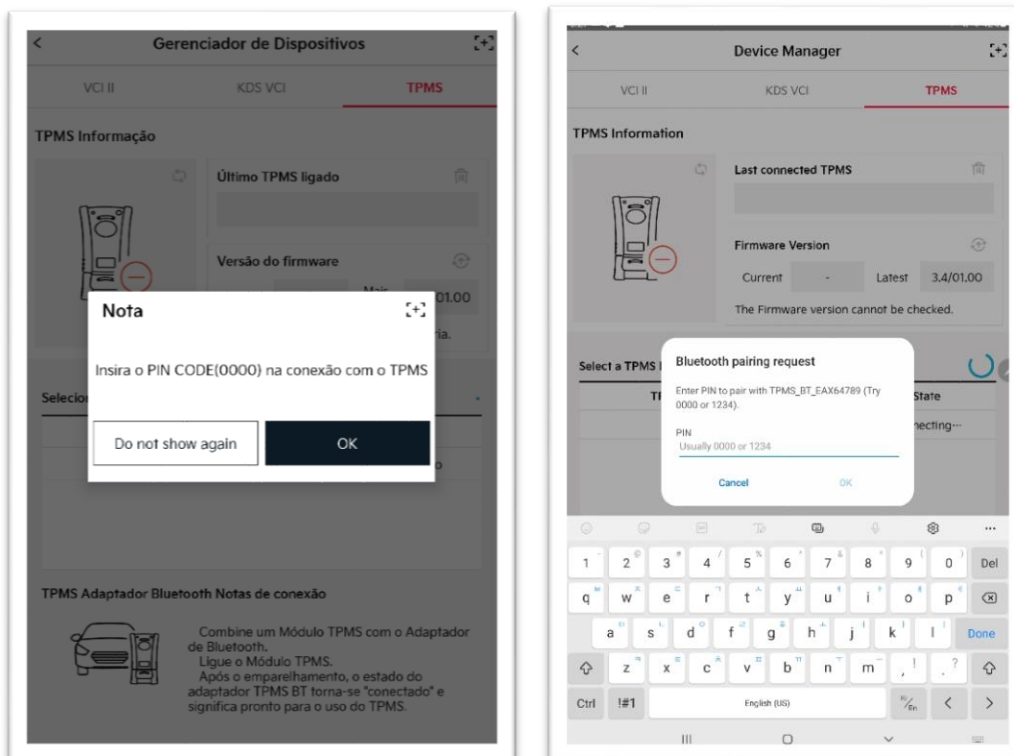 Gerenciador de Dispositivos
VCI II
KDS VCI
TPMS
TPMS Informação
Último TPMS ligado
Versão do firmware
01.00
ria.
Nota
Insira o PIN CODE(0000) na conexão com o TPMS
Do not show again
OK
Selecio
TPMS Adaptador Bluetooth Notas de conexão
Combine um Módulo TPMS com o Adaptador
de Bluetooth.
Ligue o Módulo TPMS.
Após o emparelhamento, o estado do
adaptador TPMS BT torna-se "conectado" e
significa pronto para o uso do TPMS.
Device Manager
VCI II
KDS VCI
TPMS
TPMS Information
Last connected TPMS
Firmware Version
Current - Latest 3.4/01.00
The Firmware version cannot be checked.
Select a TPMS
State
necting...
Bluetooth pairing request
Enter PIN to pair with TPMS_BT_EAX64789 (Try
0000 or 1234).
PIN
Usually 0000 or 1234
Cancel
OK
1 2 3 4 5 6 7 8 9 0 Del
q w e r t y u i o p
a s d f g h j k l Done
z x c v b n m , ! . ?
Ctrl !#1 English (US) < >